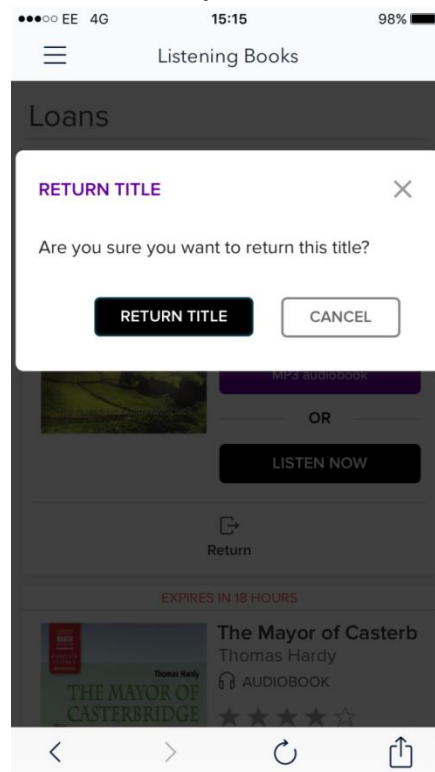 EE 4G 15:15 98%
Listening Books
Loans
RETURN TITLE
Are you sure you want to return this title?
RETURN TITLE CANCEL
MP3 audiobook
OR
LISTEN NOW
Return
EXPIRES IN 18 HOURS
The Mayor of Casterb
Thomas Hardy
AUDIOBOOK
Thomas Hardy
THE MAYOR OF
CASTERBRIDGE